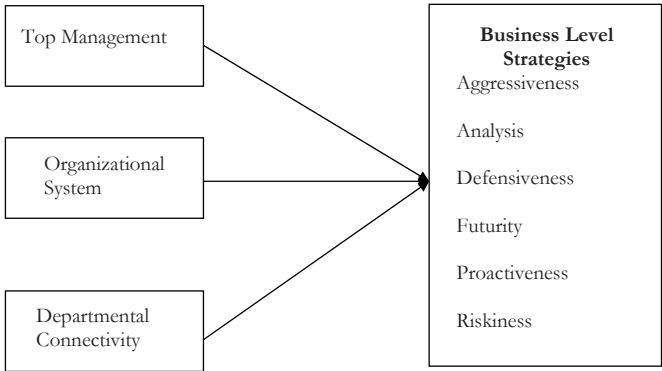 Top Management
Organizational
System
Departmental
Connectivity
Business Level
Strategies
Aggressiveness
Analysis
Defensiveness
Futurity
Proactiveness
Riskiness